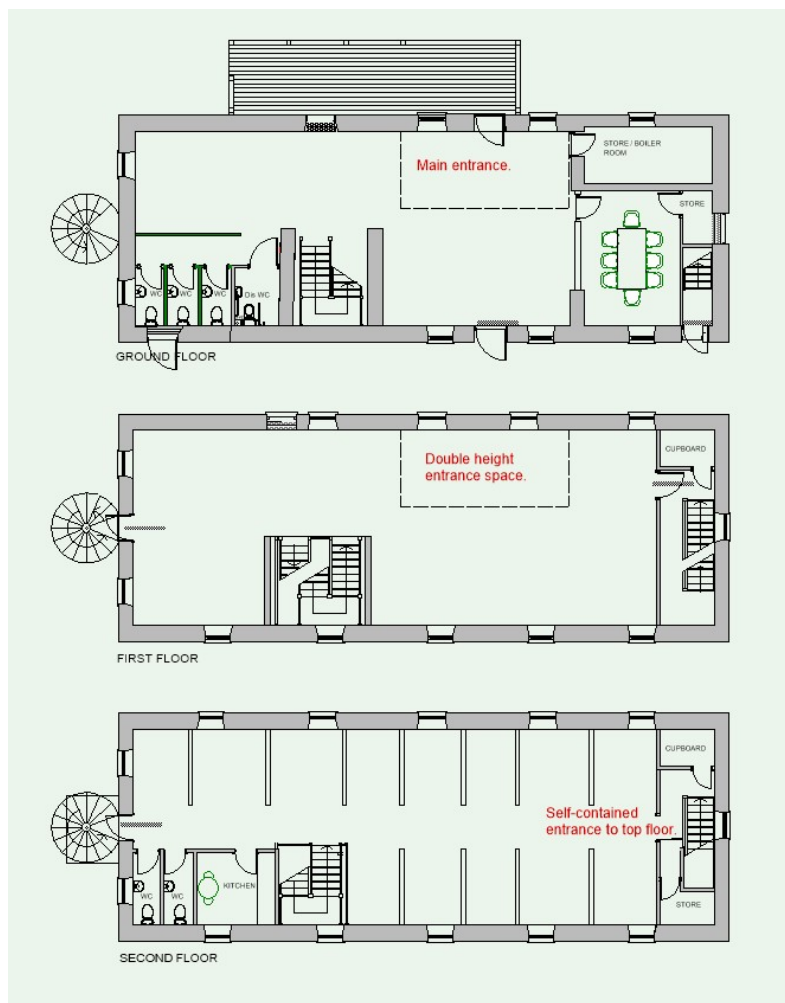 Main entrance.
STORE / BOILER
ROOM
STORE
WC
WC
WC
Dis WC
GROUND FLOOR
Double height
entrance space.
CUPBOARD
FIRST FLOOR
CUPBOARD
Self-contained
entrance to top floor.
WC
WC
KITCHEN
STORE
SECOND FLOOR